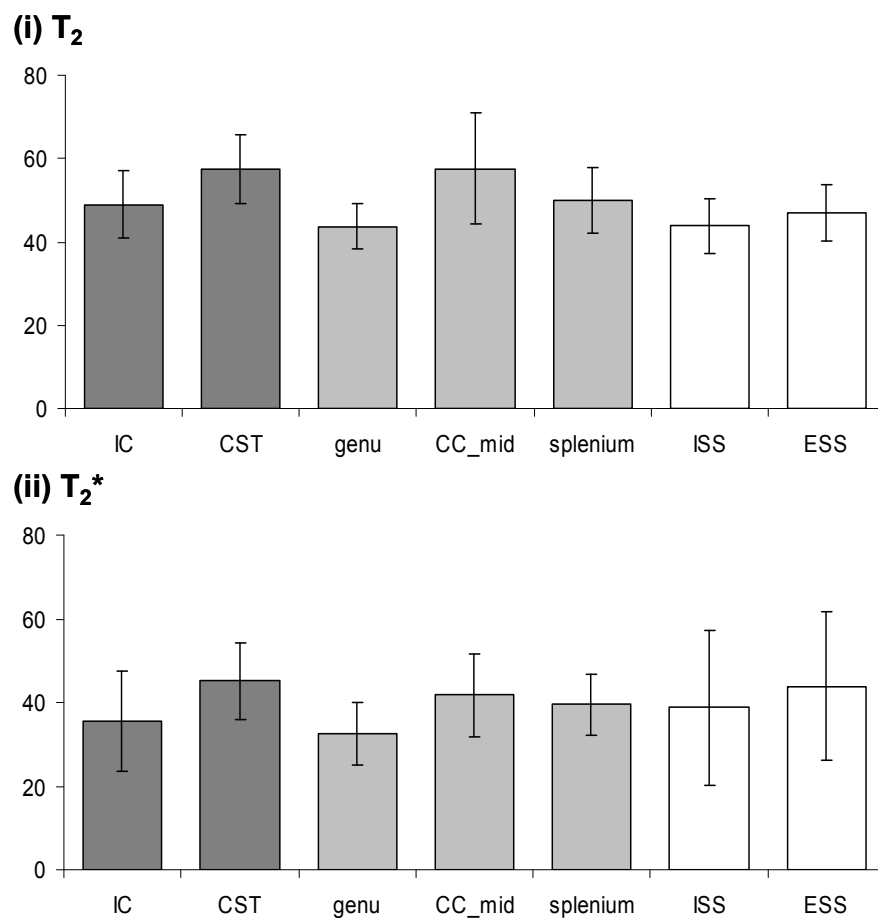 (i) T₂
80
60
40
20
0
IC CST genu CC_mid splenium ISS ESS
(ii) T₂*
80
60
40
20
0
IC CST genu CC_mid splenium ISS ESS